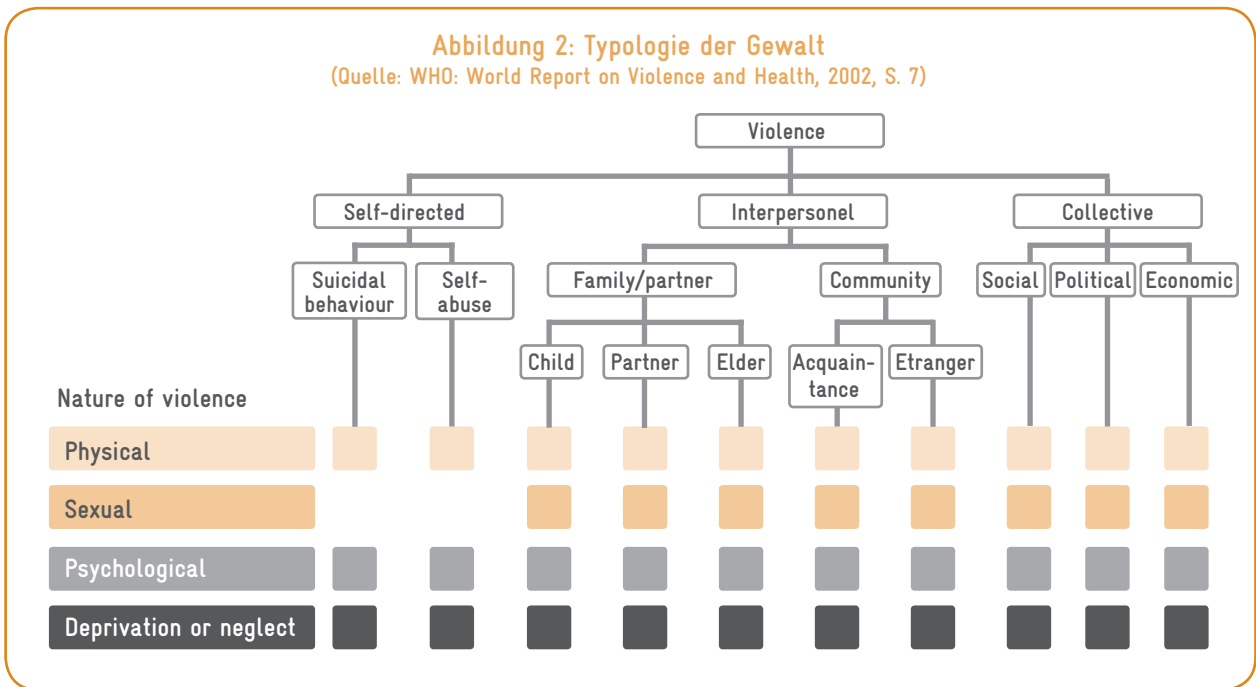 Abbildung 2: Typologie der Gewalt
(Quelle: WHO: World Report on Violence and Health, 2002, S. 7)
Violence
Self-directed
Interpersonel
Collective
Suicidal
behaviour
Self-
abuse
Family/partner
Community
Social
Political
Economic
Child
Partner
Elder
Acquain-
tance
Etranger
Nature of violence
Physical
Sexual
Psychological
Deprivation or neglect